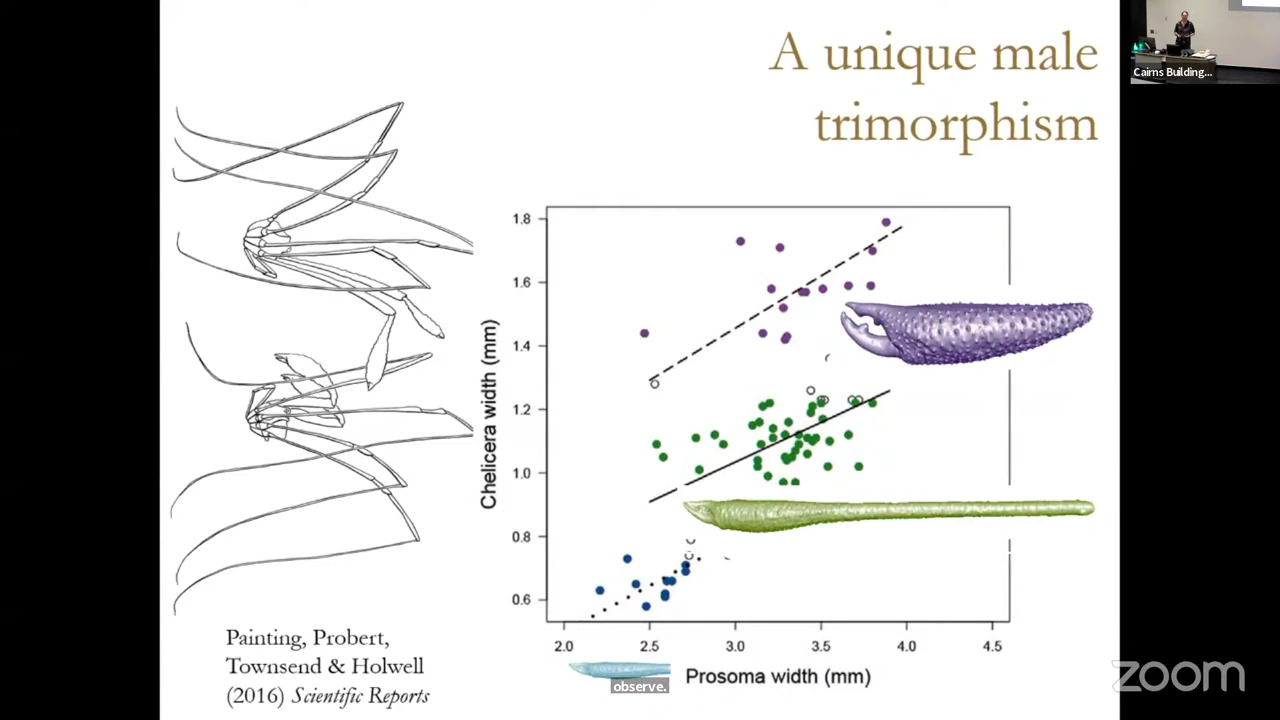 A unique male
trimorphism
Cairns Building...
1.8
1.6
1.4
1.2
1.0
0.8
0.6
Chelicera width (mm)
2.0 2.5 3.0 3.5 4.0 4.5
Prosoma width (mm)
Painting, Probert,
Townsend & Holwell
(2016) Scientific Reports
observe.
zoom